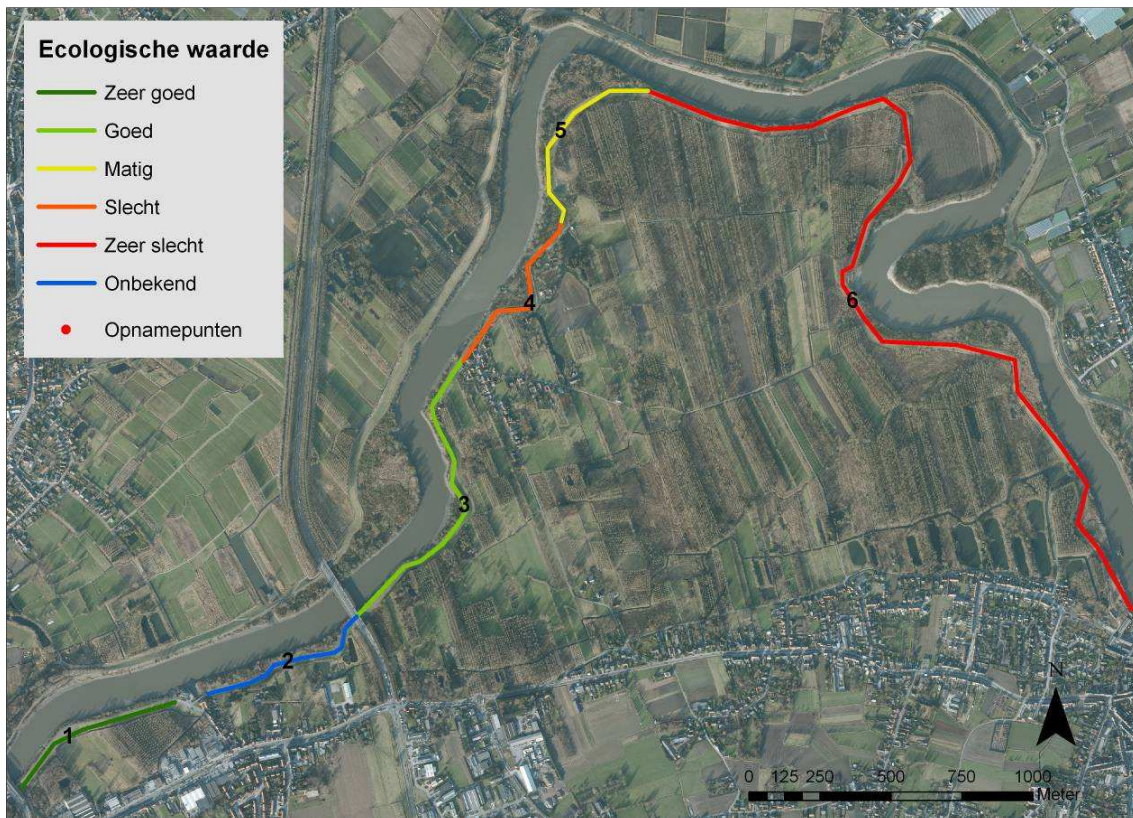 Ecologische waarde
Zeer goed
Goed
Matig
Slecht
Zeer slecht
Onbekend
Opnamepunten
5
4
6
3
2
1
N
0 125 250 500 750 1000
Meter